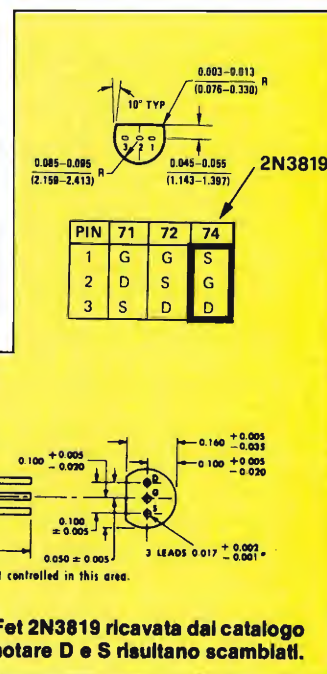 0.003–0.013 R
(0.076–0.330)
10° TYP
3 2 1
0.085–0.095 R
(2.159–2.413)
0.045–0.055
(1.143–1.397)
2N3819
PIN 71 72 74
1 G G S
2 D S G
3 S D D
0.100 + 0.005 – 0.020
0.160 + 0.005 – 0.035
0.100 + 0.005 – 0.020
D
G
S
0.100 ± 0.005
0.050 ± 0.005
3 LEADS 0.017 + 0.002 – 0.001
t controlled in this area.
Fet 2N3819 ricavata dal catalogo
notare D e S risultano scambiati.